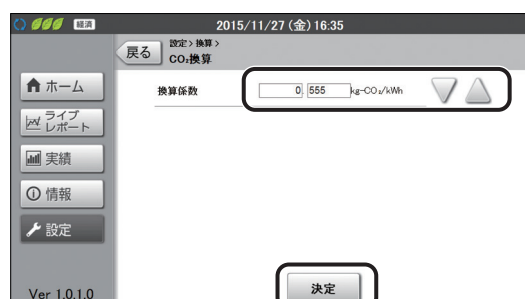 経済
2015/11/27 (金) 16:35
戻る
設定>換算>
CO₂換算
ホーム
ライブ
レポート
実績
情報
設定
換算係数 0. 555 kg-CO₂/kWh
決定
Ver 1.0.1.0